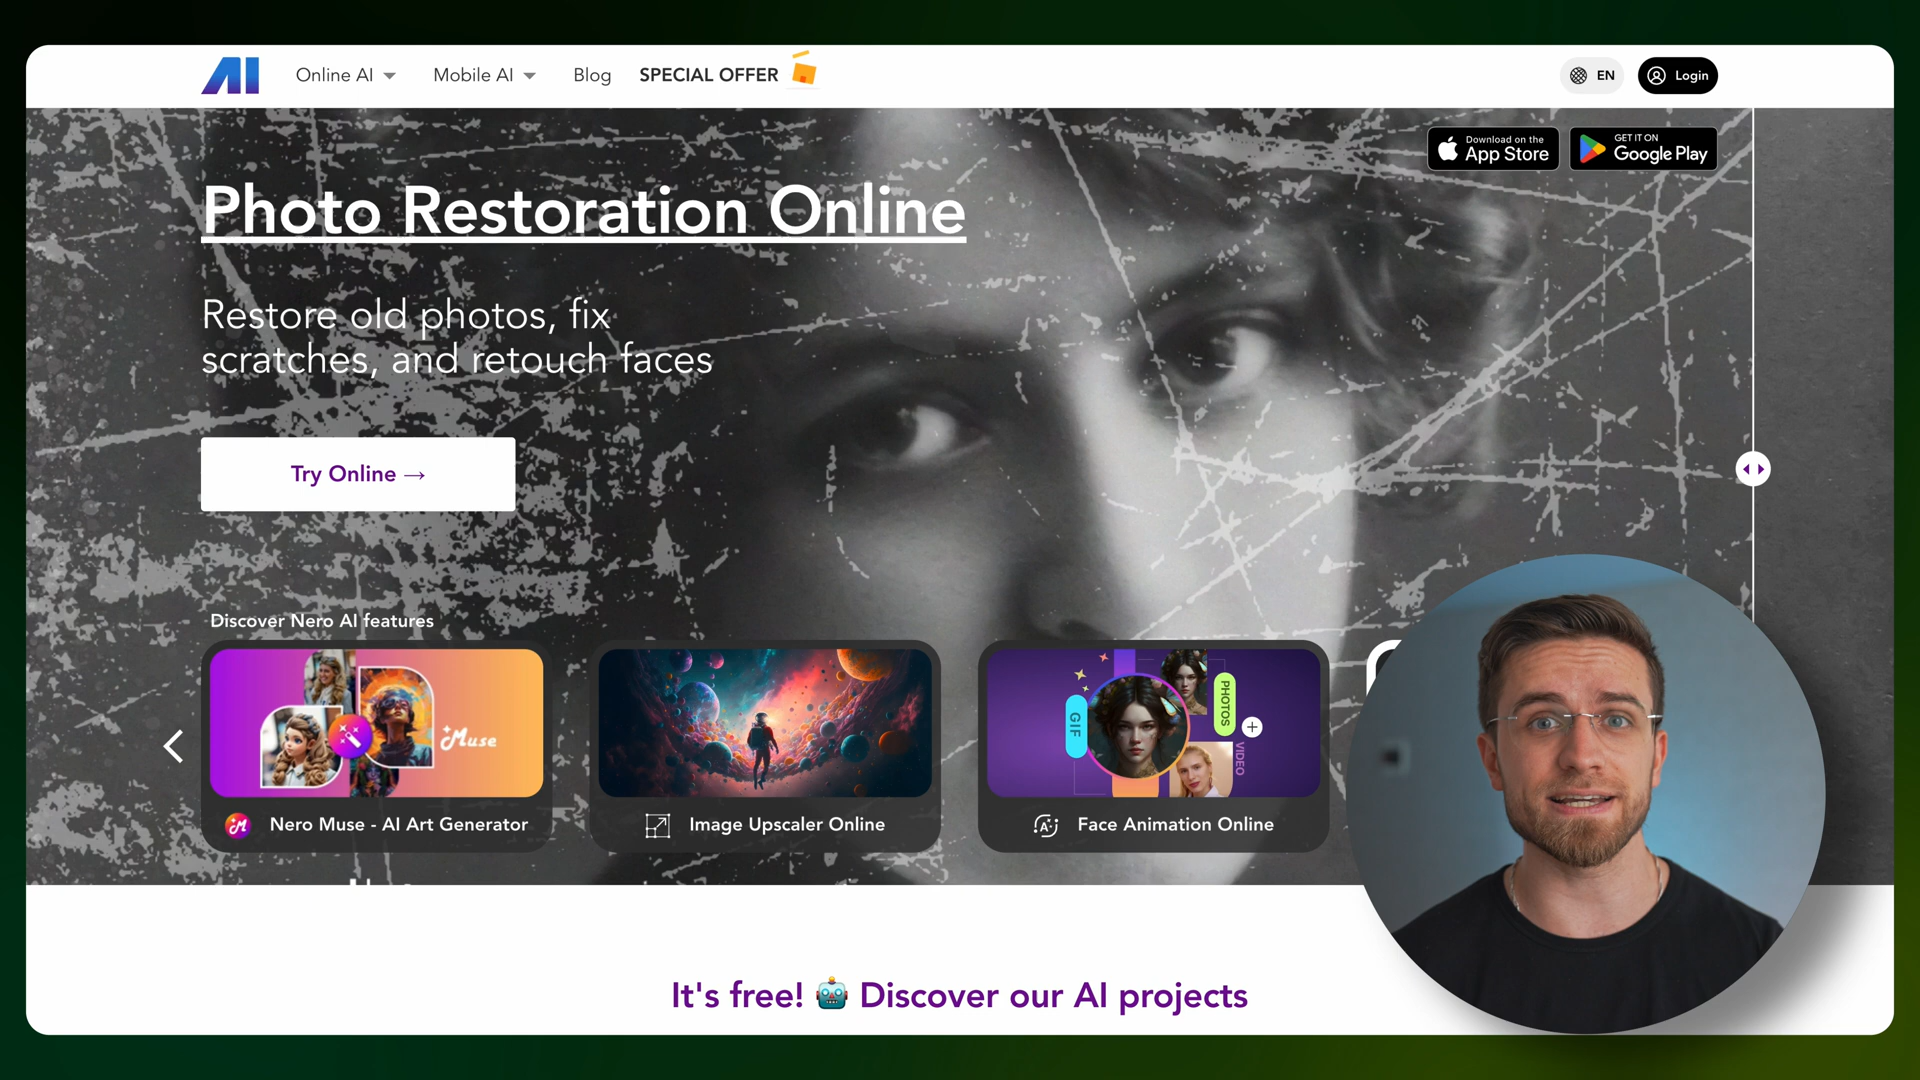 AI
Online AI
Mobile AI
Blog
SPECIAL OFFER
EN
Login
Download on the
App Store
GET IT ON
Google Play
Photo Restoration Online
Restore old photos, fix
scratches, and retouch faces
Try Online →
Discover Nero AI features
Muse
GIF
PHOTOS
VIDEO
Nero Muse - AI Art Generator
Image Upscaler Online
Face Animation Online
It's free! 🤖 Discover our AI projects